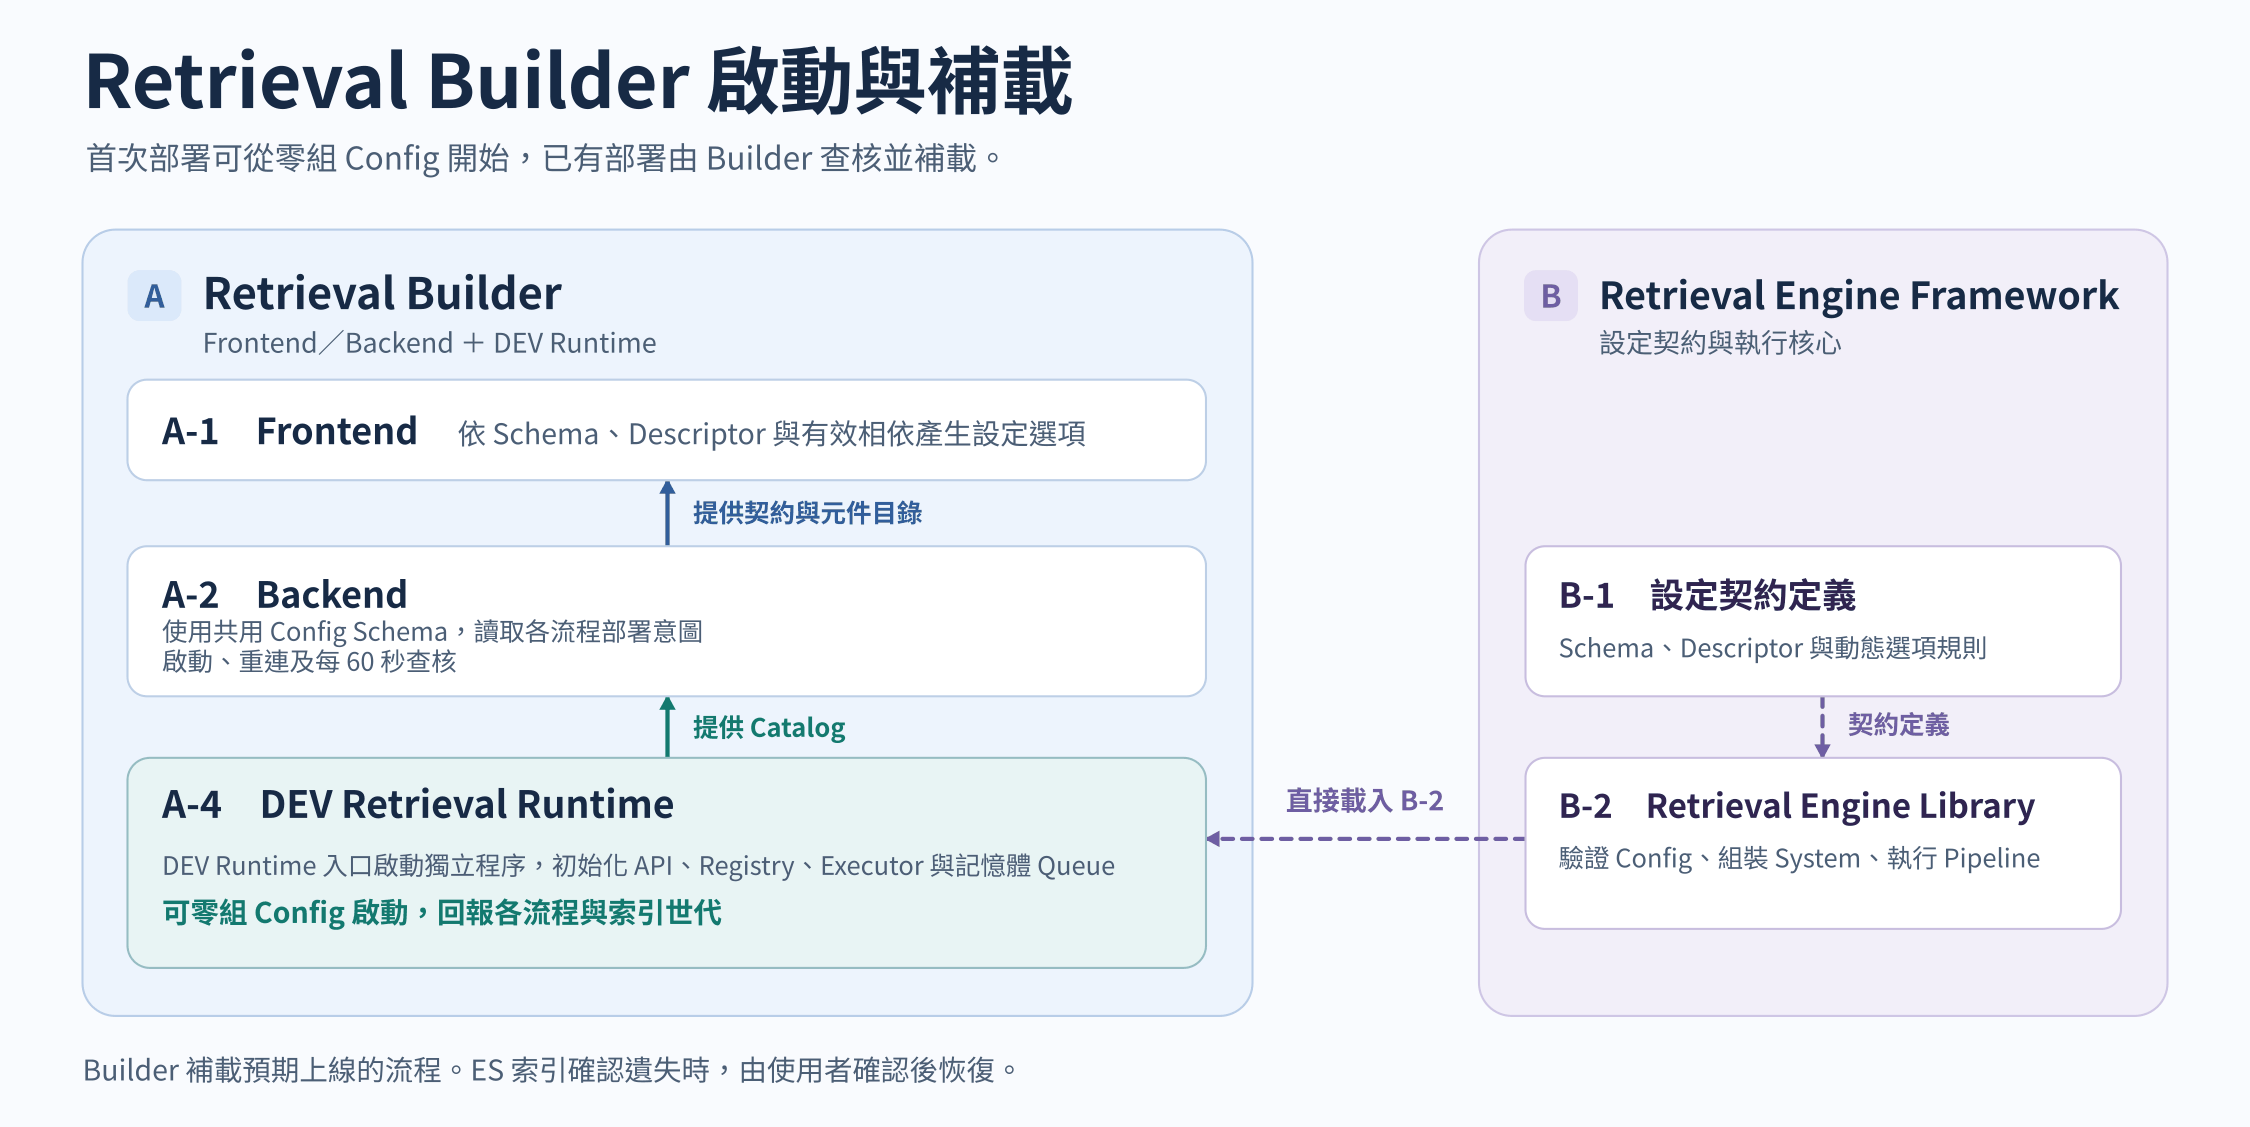 Retrieval Builder 啟動與補載
首次部署可從零組 Config 開始，已有部署由 Builder 查核並補載。
A Retrieval Builder
Frontend／Backend ＋ DEV Runtime
A-1 Frontend 依 Schema、Descriptor 與有效相依產生設定選項
提供契約與元件目錄
A-2 Backend
使用共用 Config Schema，讀取各流程部署意圖
啟動、重連及每 60 秒查核
提供 Catalog
A-4 DEV Retrieval Runtime
DEV Runtime 入口啟動獨立程序，初始化 API、Registry、Executor 與記憶體 Queue
可零組 Config 啟動，回報各流程與索引世代
直接載入 B-2
B Retrieval Engine Framework
設定契約與執行核心
B-1 設定契約定義
Schema、Descriptor 與動態選項規則
契約定義
B-2 Retrieval Engine Library
驗證 Config、組裝 System、執行 Pipeline
Builder 補載預期上線的流程。ES 索引確認遺失時，由使用者確認後恢復。